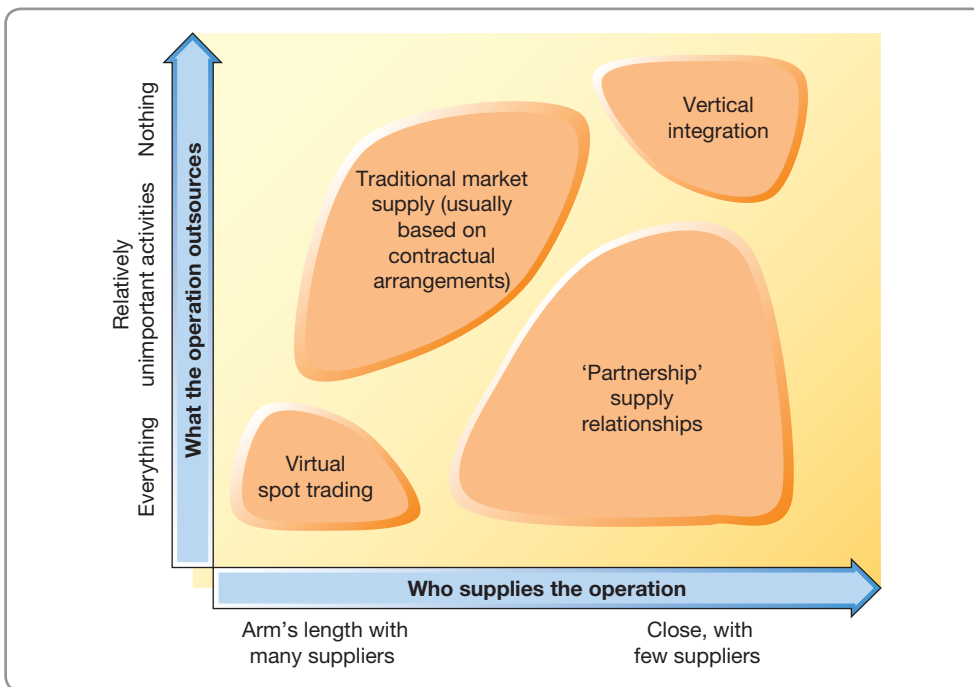 Nothing
Relatively
unimportant activities
Everything
What the operation outsources
Vertical
integration
Traditional market
supply (usually
based on
contractual
arrangements)
‘Partnership’
supply
relationships
Virtual
spot trading
Who supplies the operation
Arm’s length with
many suppliers
Close, with
few suppliers